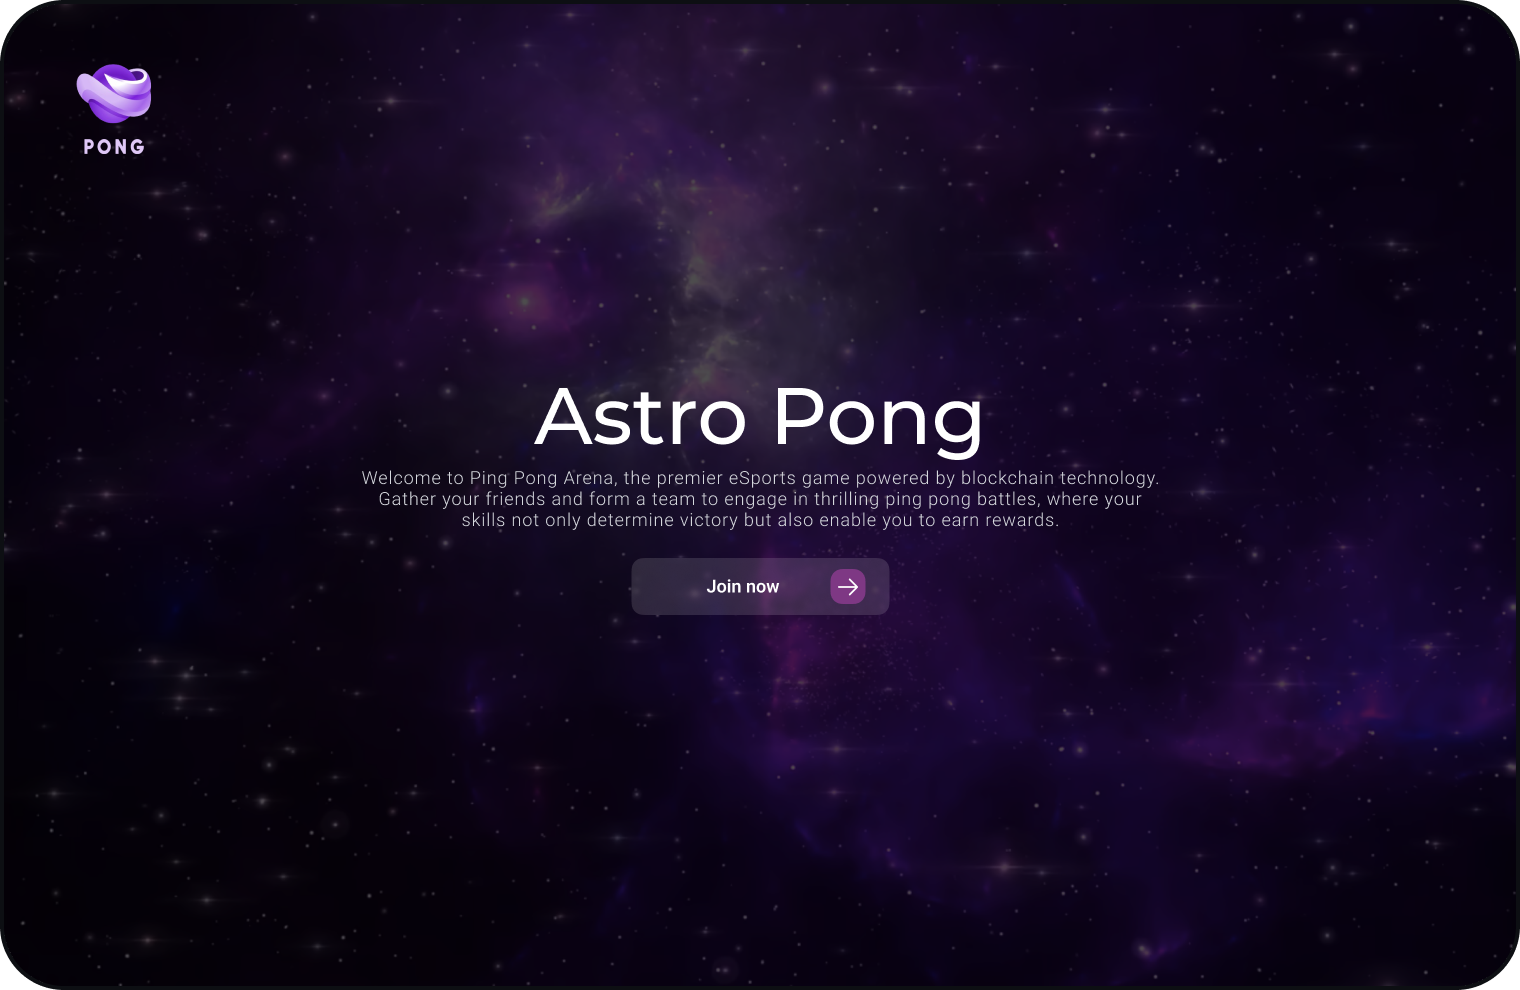 PONG
Astro Pong
Welcome to Ping Pong Arena, the premier eSports game powered by blockchain technology.
Gather your friends and form a team to engage in thrilling ping pong battles, where your
skills not only determine victory but also enable you to earn rewards.
Join now